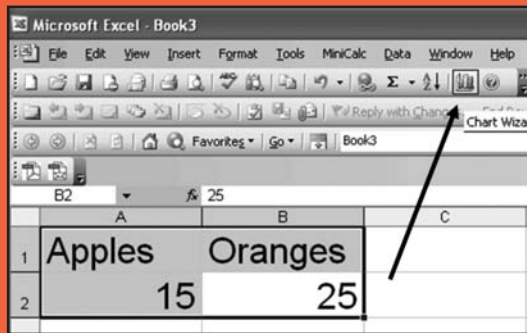 Microsoft Excel - Book3
File Edit View Insert Format Tools MiniCalc Data Window Help
Reply with Chang
Chart Wiza
Favorites Go Book3
B2 fx 25
A B C
1 Apples Oranges
2 15 25